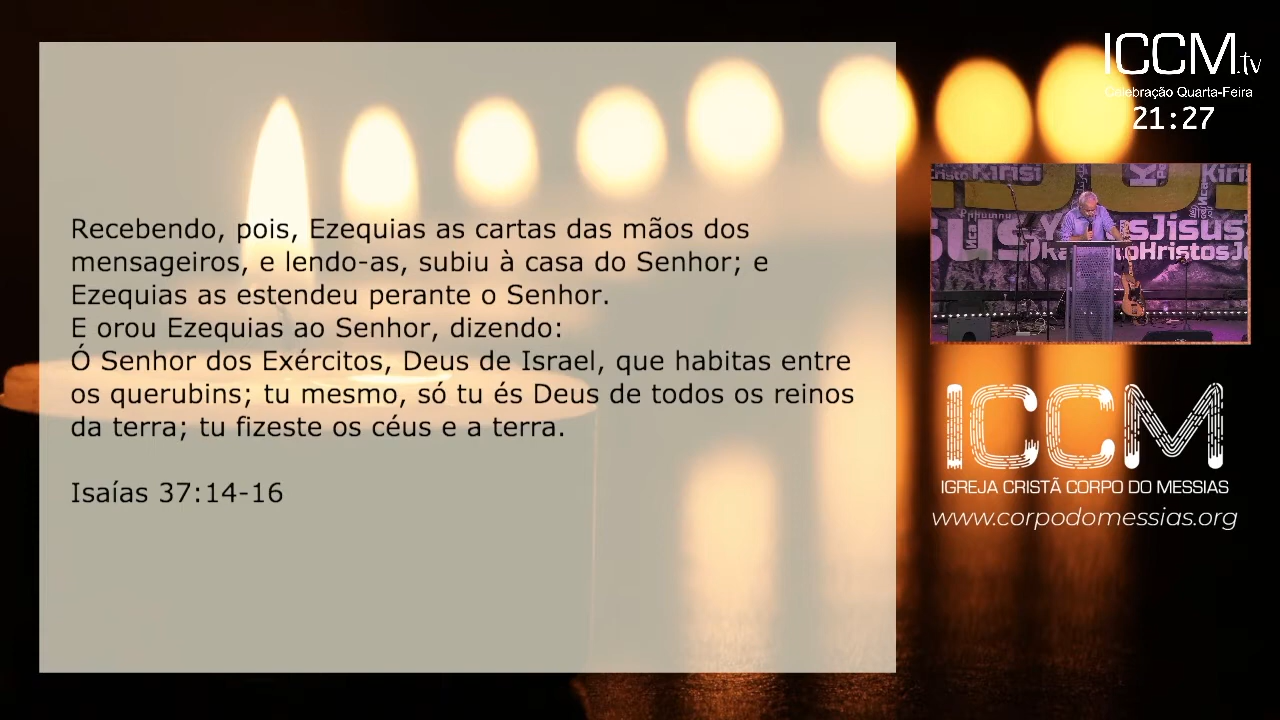 Recebendo, pois, Ezequias as cartas das mãos dos
mensageiros, e lendo-as, subiu à casa do Senhor; e
Ezequias as estendeu perante o Senhor.
E orou Ezequias ao Senhor, dizendo:
Ó Senhor dos Exércitos, Deus de Israel, que habitas entre
os querubins; tu mesmo, só tu és Deus de todos os reinos
da terra; tu fizeste os céus e a terra.
Isaías 37:14-16
ICCM.tv
Celebração Quarta-Feira
21:27
ICCM
IGREJA CRISTÃ CORPO DO MESSIAS
www.corpodomessias.org